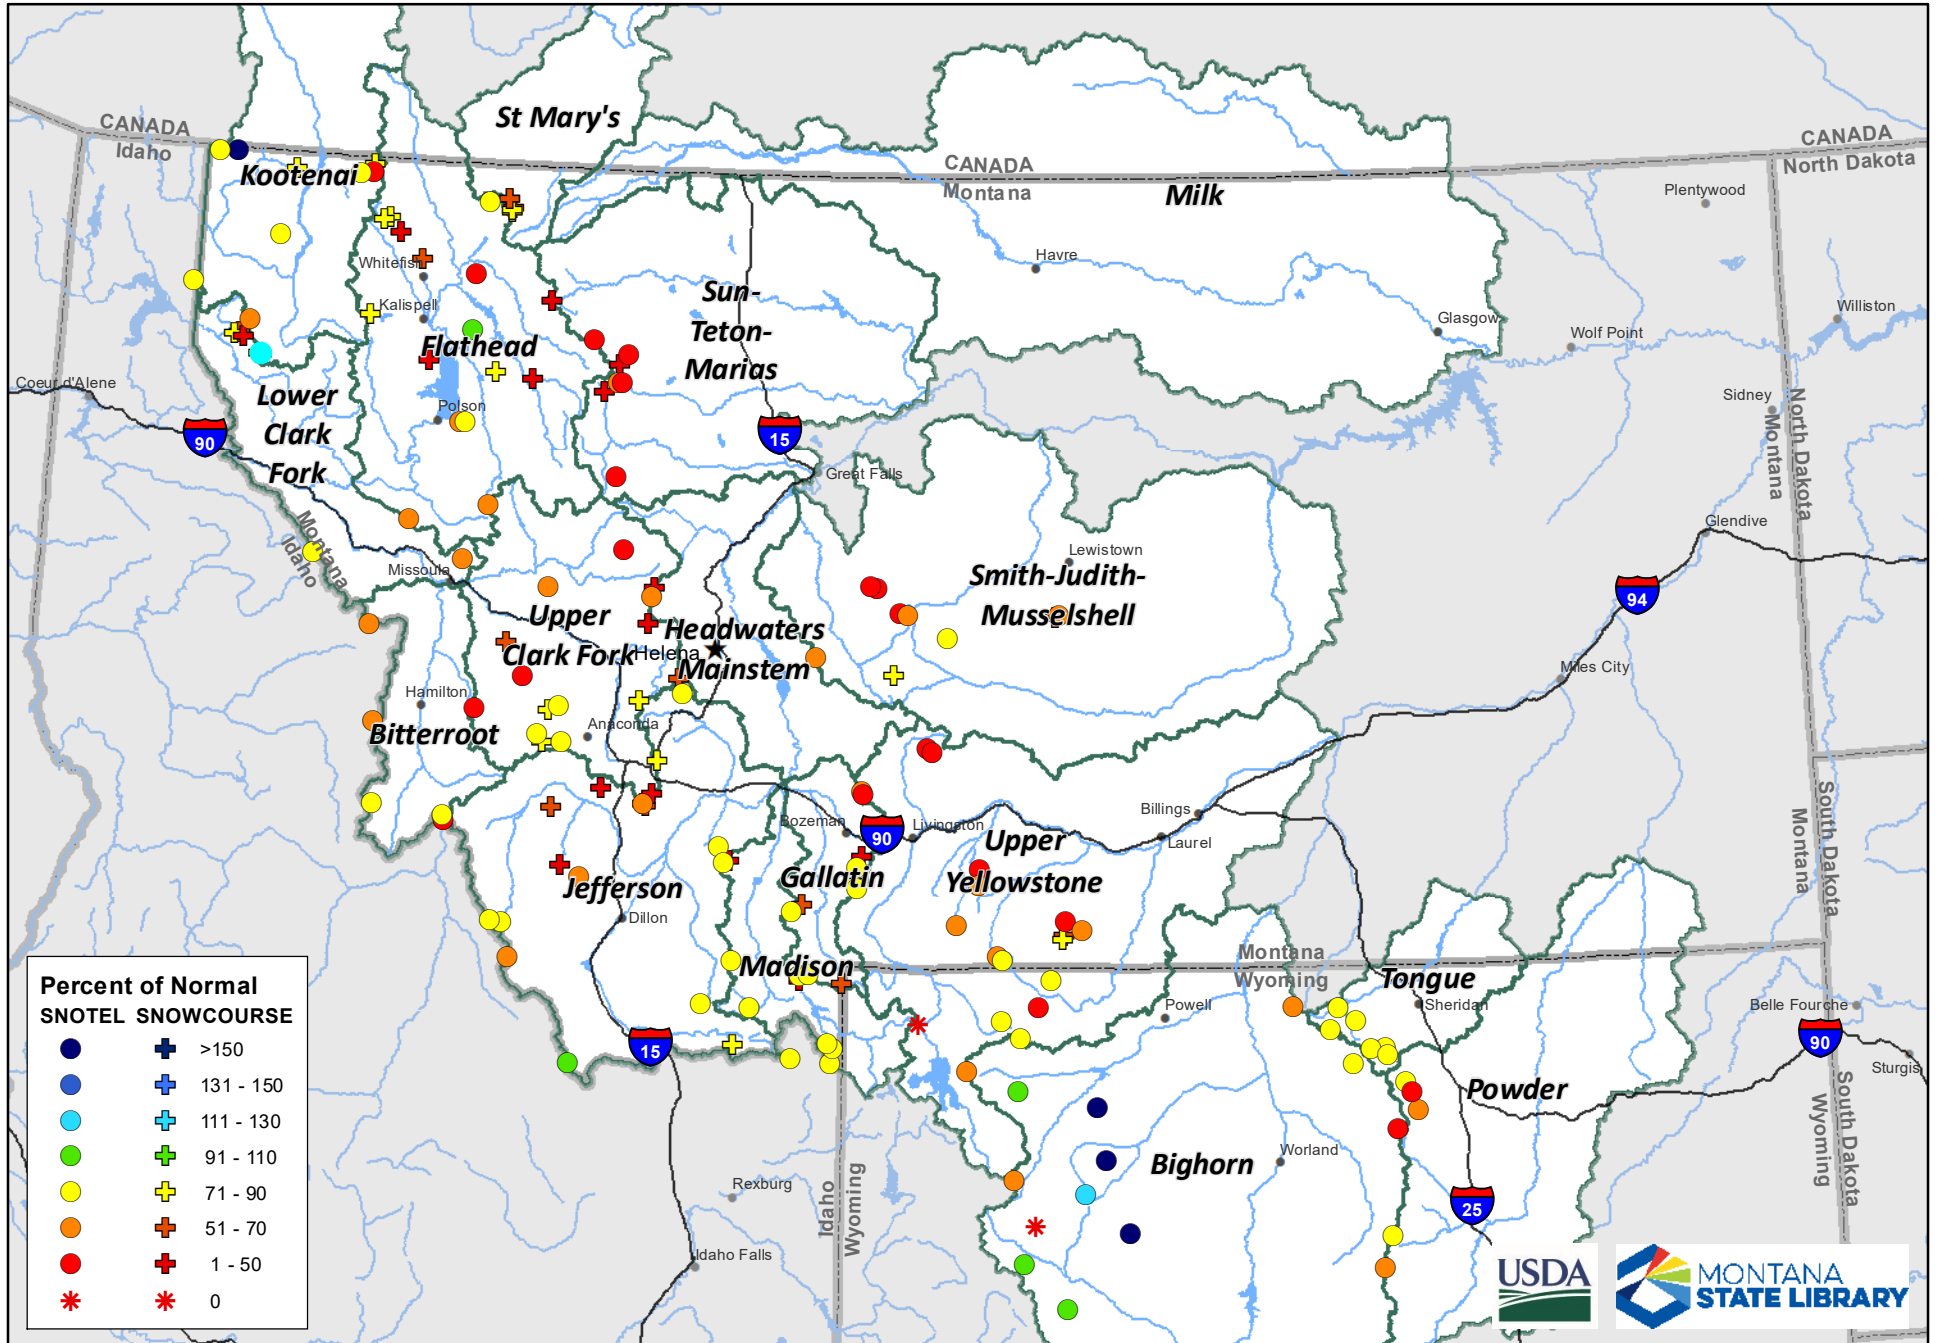 CANADA
Idaho
St Mary's
CANADA
Montana
CANADA
North Dakota
Kootenai
Milk
Plentywood
Whitefish
Havre
Kalispell
Sun-
Teton-
Marias
Glasgow
Wolf Point
Williston
Flathead
Coeur d'Alene
Lower
Clark
Fork
Polson
Sidney
North Dakota
Montana
90
15
Great Falls
Montana
Idaho
Missoula
Lewistown
Glendive
Smith-Judith-
Musselshell
94
Upper
Clark Fork
Helena
Headwaters
Mainstem
Miles City
Hamilton
Bitterroot
Anaconda
Billings
Bozeman
90
Livingston
Laurel
Upper
Yellowstone
South Dakota
Montana
Gallatin
Jefferson
Dillon
Madison
Montana
Wyoming
Tongue
Powell
Sheridan
Belle Fourche
90
Sturgis
15
Powder
South Dakota
Wyoming
Bighorn
Worland
Rexburg
Idaho
Wyoming
25
Idaho Falls
Percent of Normal
SNOTEL SNOWCOURSE
>150
131 - 150
111 - 130
91 - 110
71 - 90
51 - 70
1 - 50
0
USDA
MONTANA
STATE LIBRARY